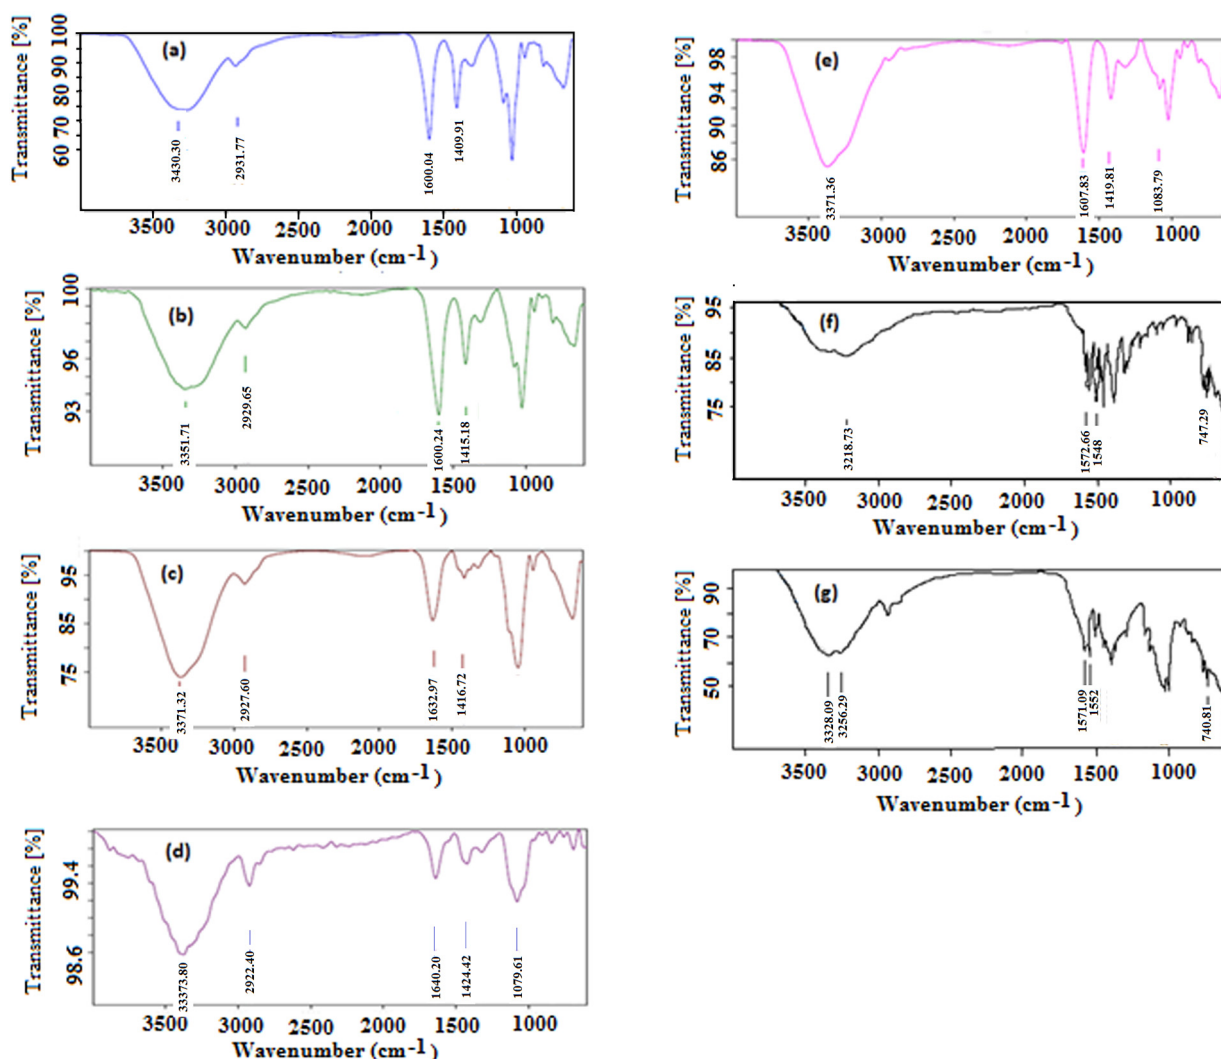 Transmittance [%]
100
90
80
70
60
(a)
3430.30
2931.77
1600.04
1409.91
3500 3000 2500 2000 1500 1000
Wavenumber (cm-1 )
Transmittance [%]
100
96
93
(b)
3351.71
2929.65
1600.24
1415.18
3500 3000 2500 2000 1500 1000
Wavenumber (cm-1 )
Transmittance [%]
95
85
75
(c)
3371.32
2927.60
1632.97
1416.72
3500 3000 2500 2000 1500 1000
Wavenumber (cm-1 )
Transmittance [%]
99.4
98.6
(d)
33373.80
2922.40
1640.20
1424.42
1079.61
3500 3000 2500 2000 1500 1000
Wavenumber (cm-1 )
Transmittance [%]
98
94
90
86
(e)
3371.36
1607.83
1419.81
1083.79
3500 3000 2500 2000 1500 1000
Wavenumber (cm-1 )
Transmittance [%]
95
85
75
(f)
3218.73
1572.66
1548
747.29
3500 3000 2500 2000 1500 1000
Wavenumber (cm-1 )
Transmittance [%]
90
70
50
(g)
3328.09
3256.29
1571.09
1552
740.81
3500 3000 2500 2000 1500 1000
Wavenumber (cm-1 )